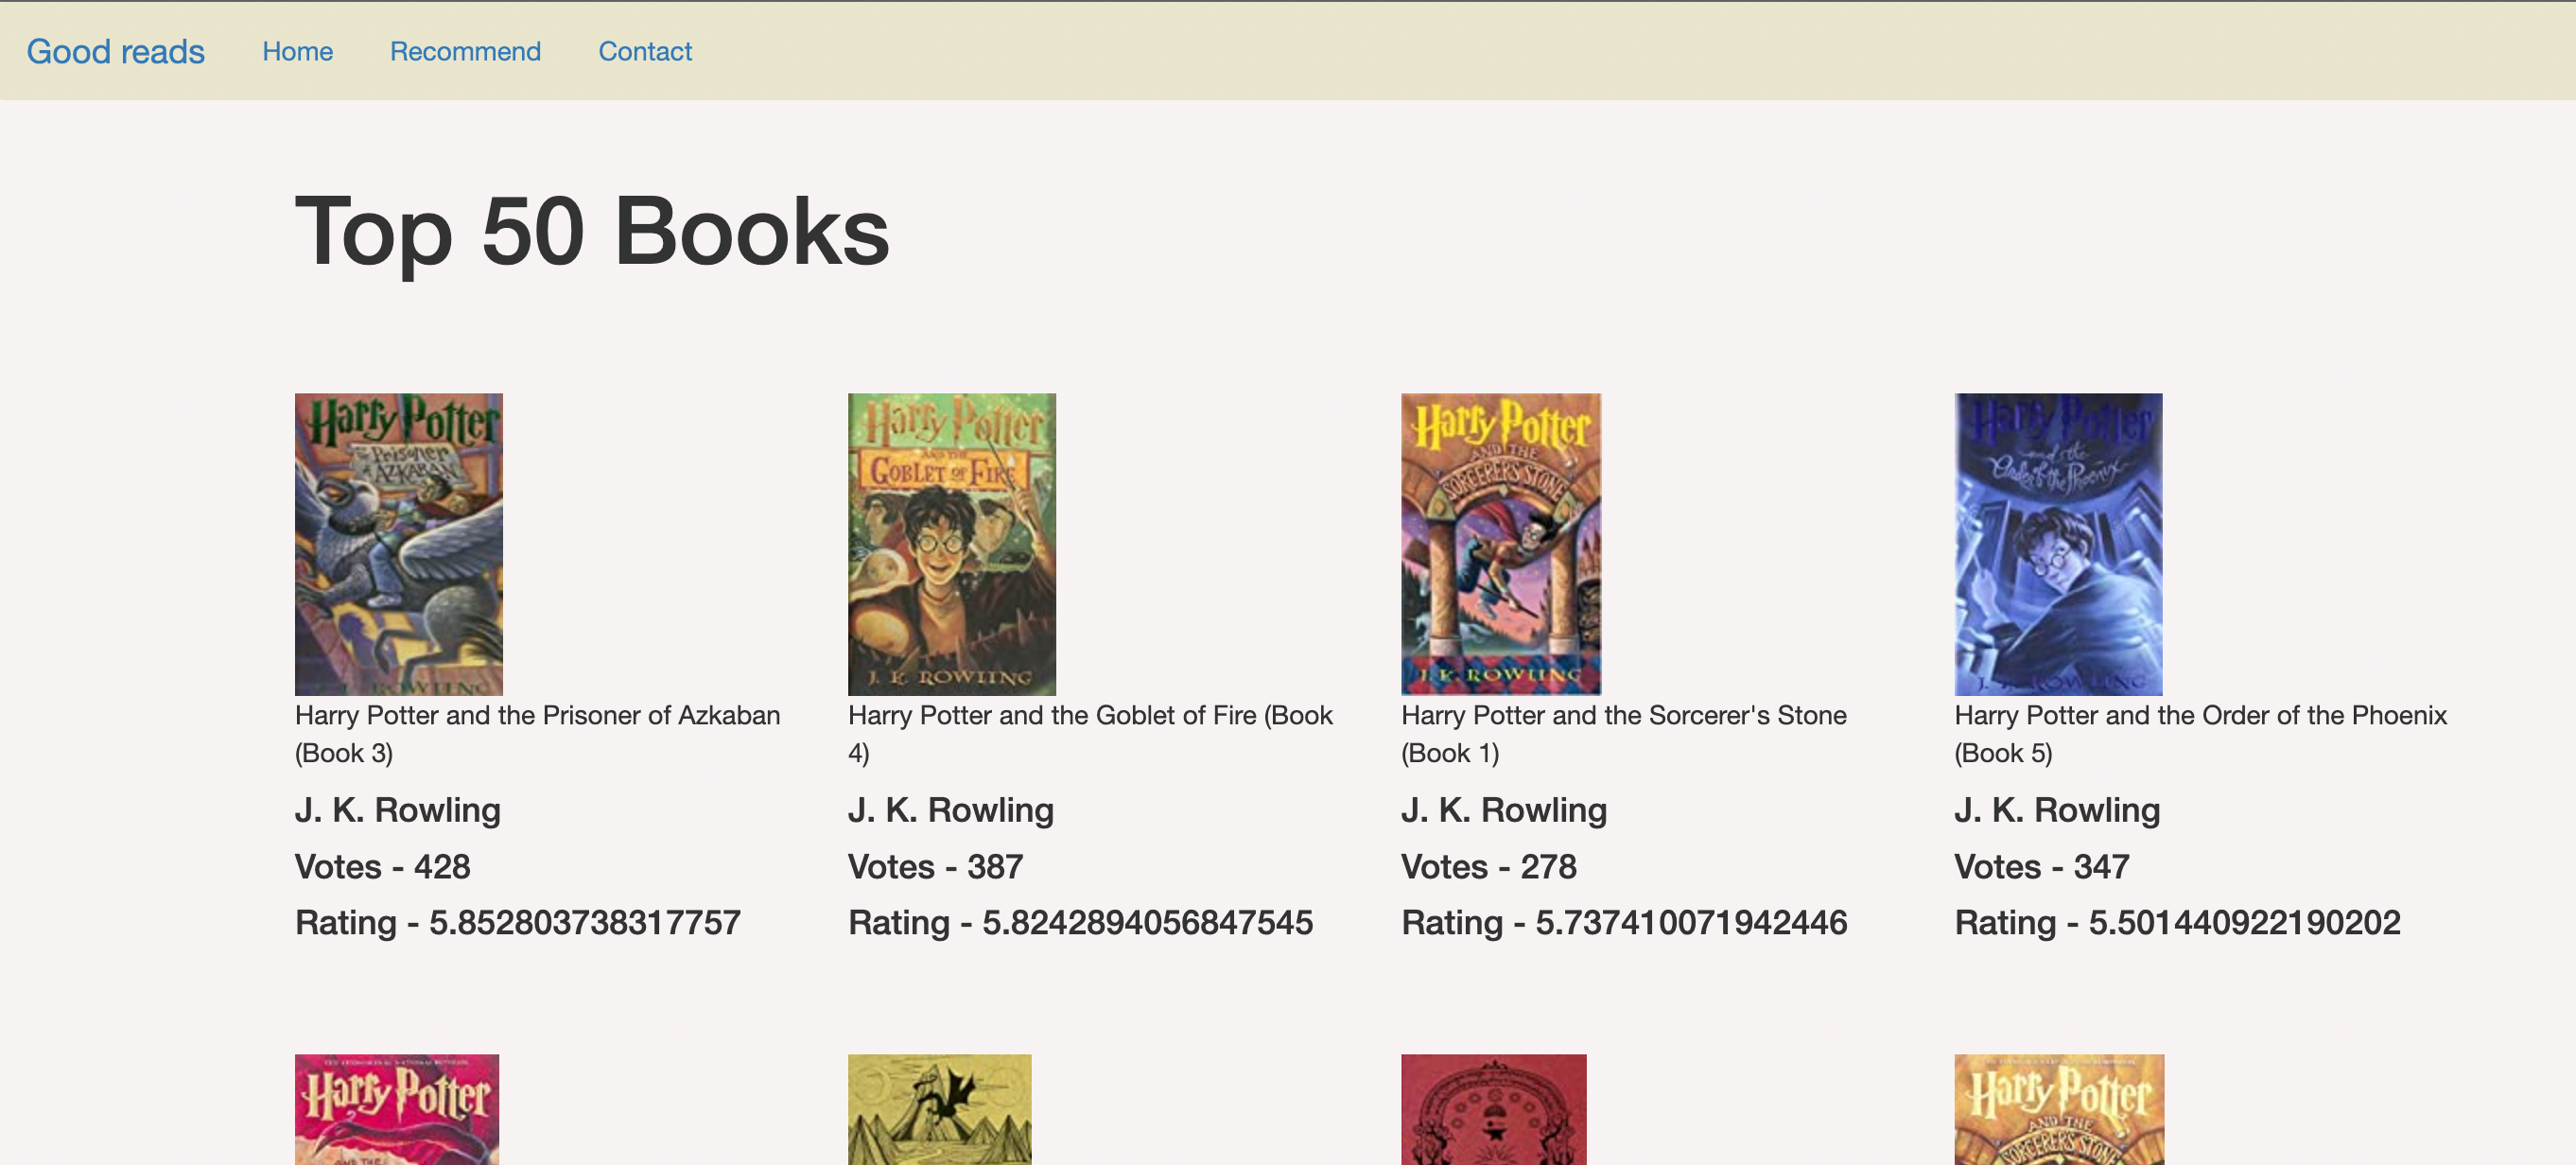 Good reads Home Recommend Contact
Top 50 Books
Harry Potter
Prisoner
AZKABAN
Harry Potter and the Prisoner of Azkaban
(Book 3)
J. K. Rowling
Votes - 428
Rating - 5.852803738317757
Harry Potter
AND THE
GOBLET OF FIRE
J. K. ROWLING
Harry Potter and the Goblet of Fire (Book
4)
J. K. Rowling
Votes - 387
Rating - 5.8242894056847545
Harry Potter
AND THE
SORCERER'S STONE
J. K. ROWLING
Harry Potter and the Sorcerer's Stone
(Book 1)
J. K. Rowling
Votes - 278
Rating - 5.737410071942446
Harry Potter
and the
Order of the Phoenix
J. K. ROWLING
Harry Potter and the Order of the Phoenix
(Book 5)
J. K. Rowling
Votes - 347
Rating - 5.501440922190202
Harry Potter
AND THE
Harry Potter
AND THE
SORCERER'S STONE